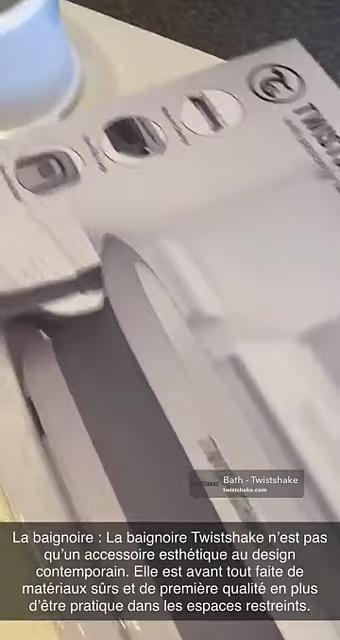 TWIST
Bath - Twistshake
twistshake.com
La baignoire : La baignoire Twistshake n'est pas
qu'un accessoire esthétique au design
contemporain. Elle est avant tout faite de
matériaux sûrs et de première qualité en plus
d'être pratique dans les espaces restreints.